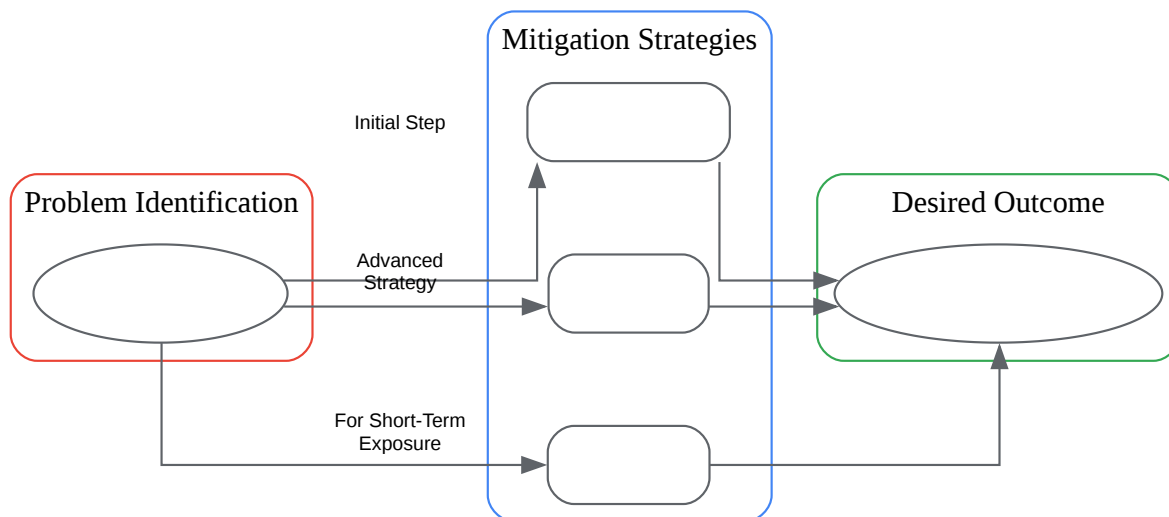 Mitigation Strategies
Initial Step
Problem Identification
Desired Outcome
Advanced
Strategy
For Short-Term
Exposure